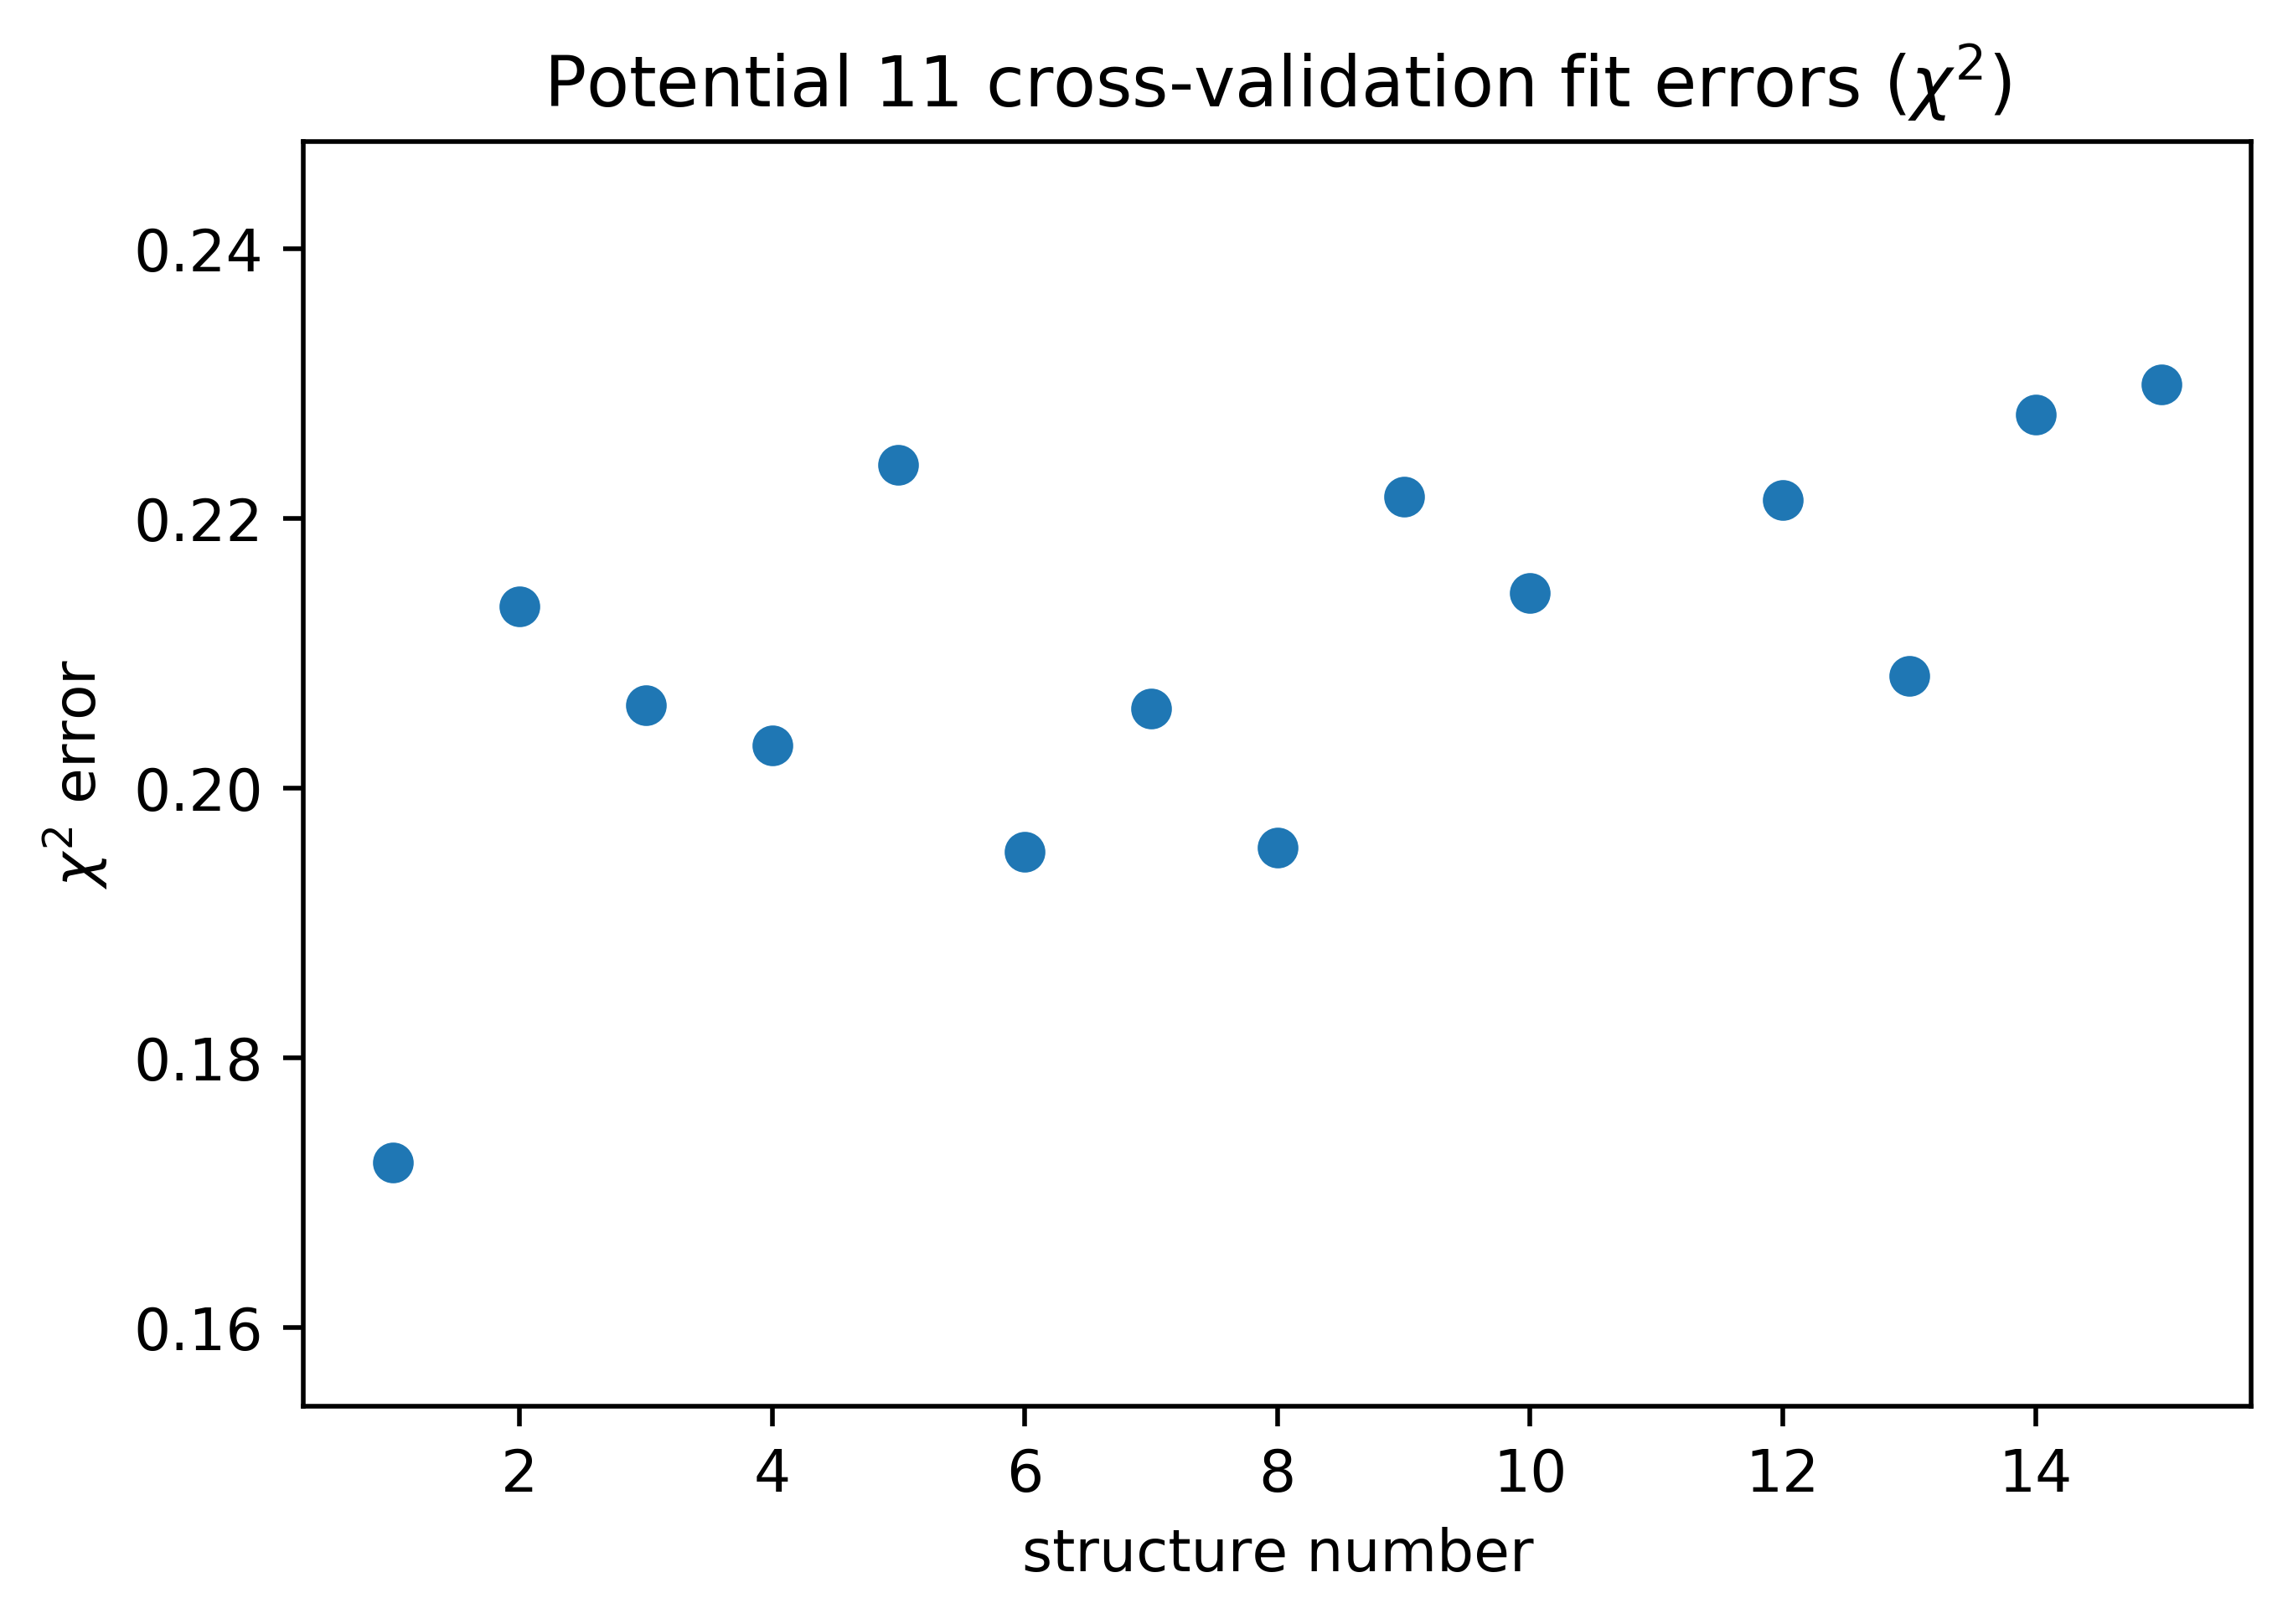 Potential 11 cross-validation fit errors (χ²)
0.24
0.22
0.20
0.18
0.16
χ² error
2 4 6 8 10 12 14
structure number